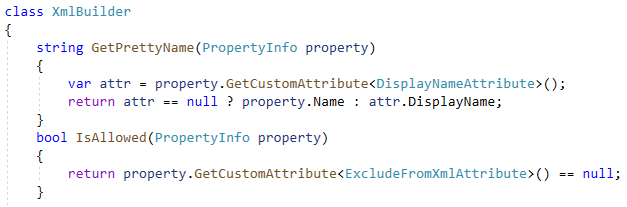 class XmlBuilder
{
string GetPrettyName(PropertyInfo property)
{
var attr = property.GetCustomAttribute<DisplayNameAttribute>();
return attr == null ? property.Name : attr.DisplayName;
}
bool IsAllowed(PropertyInfo property)
{
return property.GetCustomAttribute<ExcludeFromXmlAttribute>() == null;
}